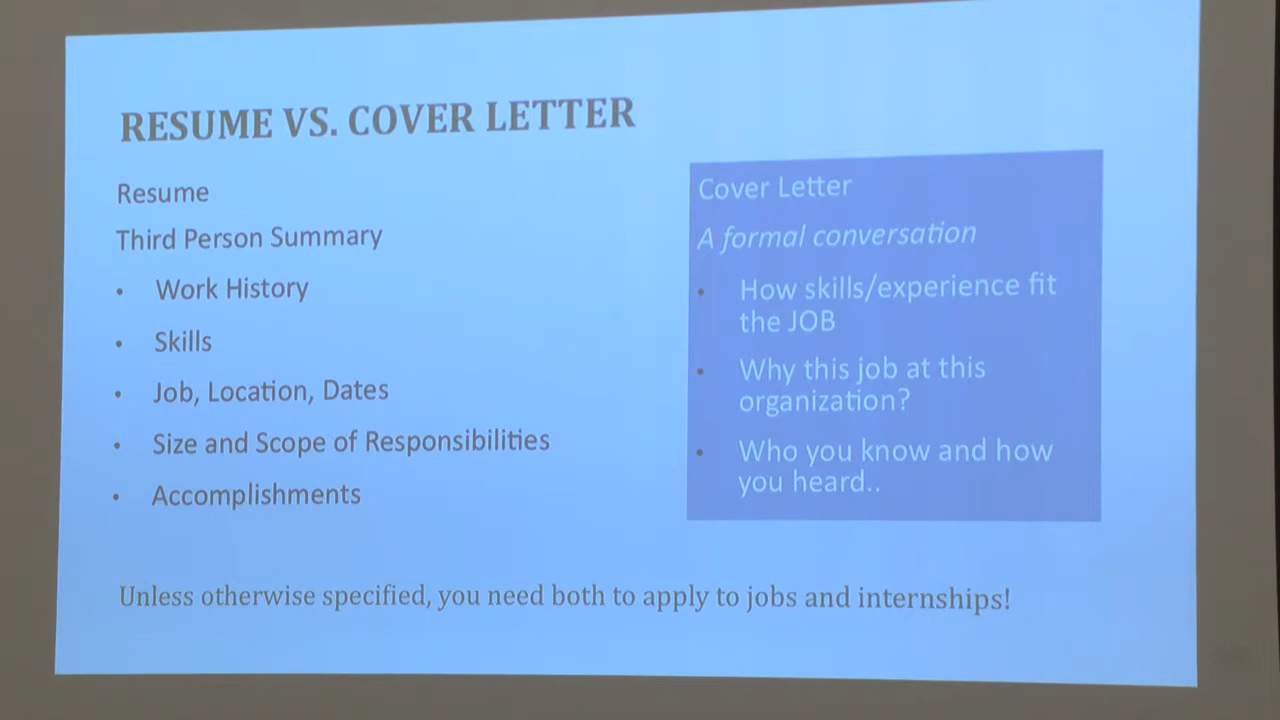 RESUME VS. COVER LETTER
Resume
Third Person Summary
• Work History
• Skills
• Job, Location, Dates
• Size and Scope of Responsibilities
• Accomplishments
Cover Letter
A formal conversation
• How skills/experience fit
the JOB
• Why this job at this
organization?
• Who you know and how
you heard..
Unless otherwise specified, you need both to apply to jobs and internships!